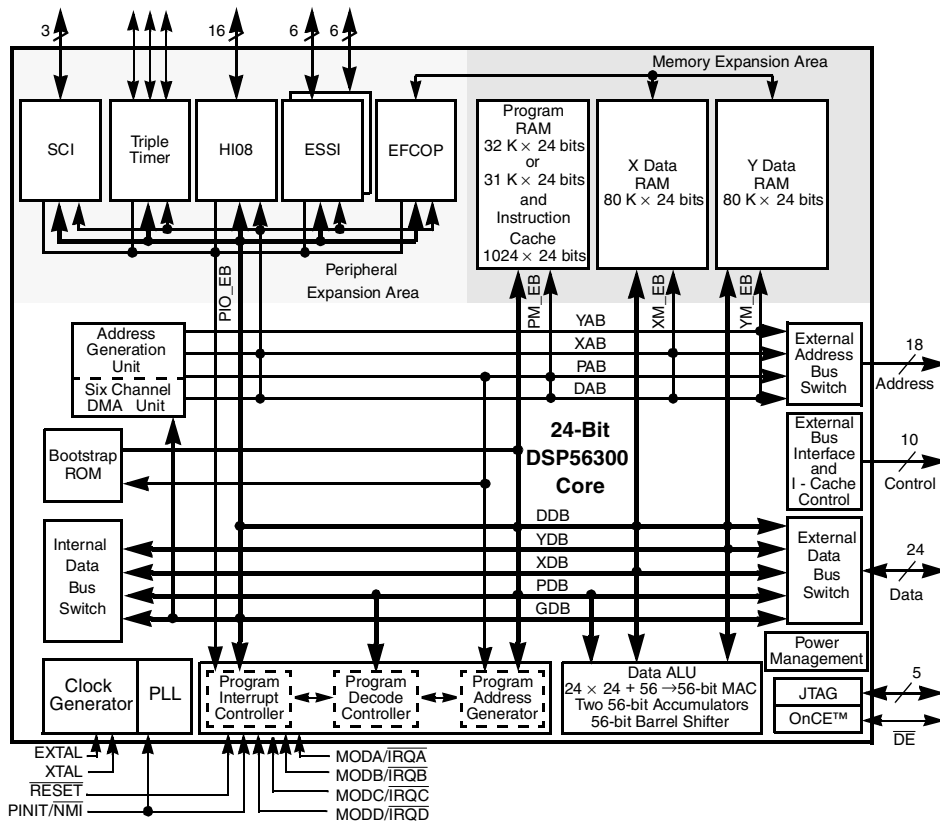 3
16
6
6
Memory Expansion Area
SCI
Triple
Timer
HI08
ESSI
EFCOP
Program
RAM
32 K × 24 bits
or
31 K × 24 bits
and
Instruction
Cache
1024 × 24 bits
X Data
RAM
80 K × 24 bits
Y Data
RAM
80 K × 24 bits
Peripheral
Expansion Area
PIO_EB
PM_EB
XM_EB
YM_EB
Address
Generation
Unit
Six Channel
DMA Unit
YAB
XAB
PAB
DAB
External
Address
Bus
Switch
18
Address
Bootstrap
ROM
24-Bit
DSP56300
Core
External
Bus
Interface
and
I - Cache
Control
10
Control
Internal
Data
Bus
Switch
DDB
YDB
XDB
PDB
GDB
External
Data
Bus
Switch
24
Data
Power
Management
Clock
Generator
PLL
Program
Interrupt
Controller
Program
Decode
Controller
Program
Address
Generator
Data ALU
24 × 24 + 56 →56-bit MAC
Two 56-bit Accumulators
56-bit Barrel Shifter
JTAG
OnCE™
5
DE
EXTAL
XTAL
RESET
PINIT/NMI
MODA/IRQA
MODB/IRQB
MODC/IRQC
MODD/IRQD